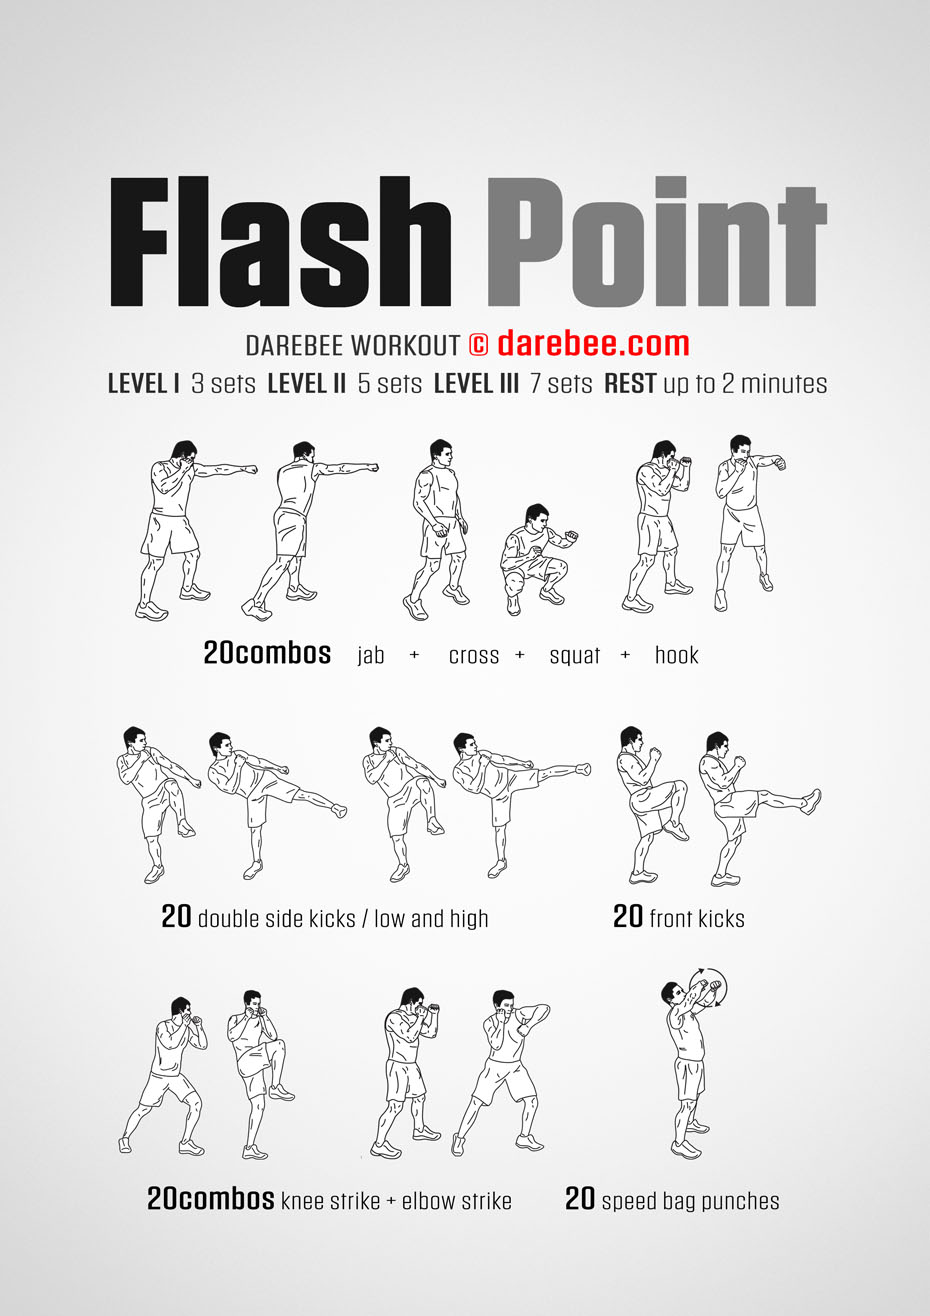 Flash Point
DAREBEE WORKOUT © darebee.com
LEVEL I 3 sets LEVEL II 5 sets LEVEL III 7 sets REST up to 2 minutes
20combos jab + cross + squat + hook
20 double side kicks / low and high
20 front kicks
20combos knee strike + elbow strike
20 speed bag punches